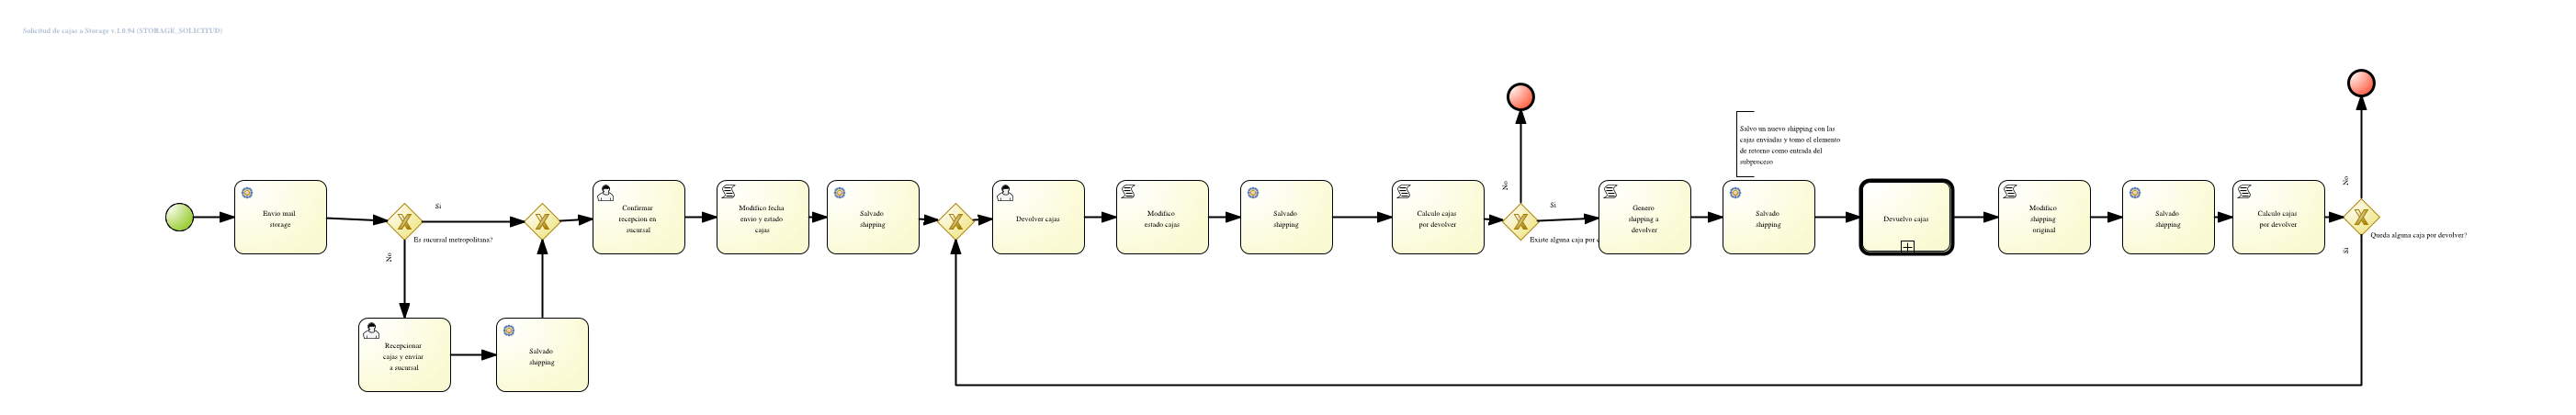 Solicitud de cajas a Storage v.1.0.94 (STORAGE_SOLICITUD)
Envio mail
storage
Si
Es sucursal metropolitana?
No
Recepcionar
cajas y enviar
a sucursal
Salvado
shipping
Confirmar
recepción en
sucursal
Modifico fecha
envio y estado
cajas
Salvado
shipping
Devolver cajas
Modifico
estado cajas
Salvado
shipping
Calculo cajas
por devolver
No
Si
Existe alguna caja por
Genero
shipping a
devolver
Salvo un nuevo shipping con las
cajas enviadas y tomo el elemento
de retorno como entrada del
subproceso
Salvado
shipping
Devuelvo cajas
Modifico
shipping
original
Salvado
shipping
Calculo cajas
por devolver
No
Queda alguna caja por devolver?
Si